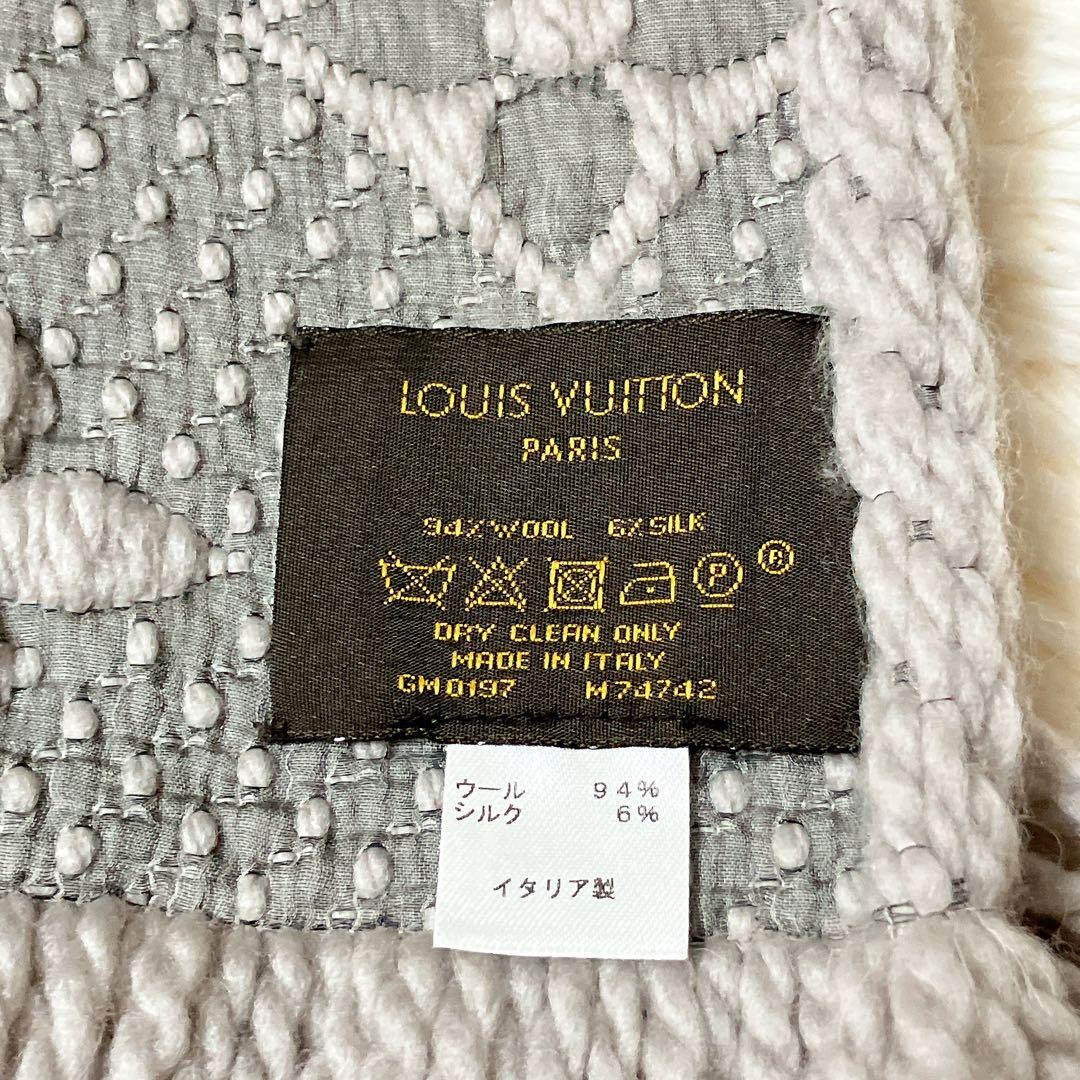 LOUIS VUITTON
PARIS
94%WOOL 6%SILK
P ®
DRY CLEAN ONLY
MADE IN ITALY
GM0197 M74742
ウール 94%
シルク 6%
イタリア製